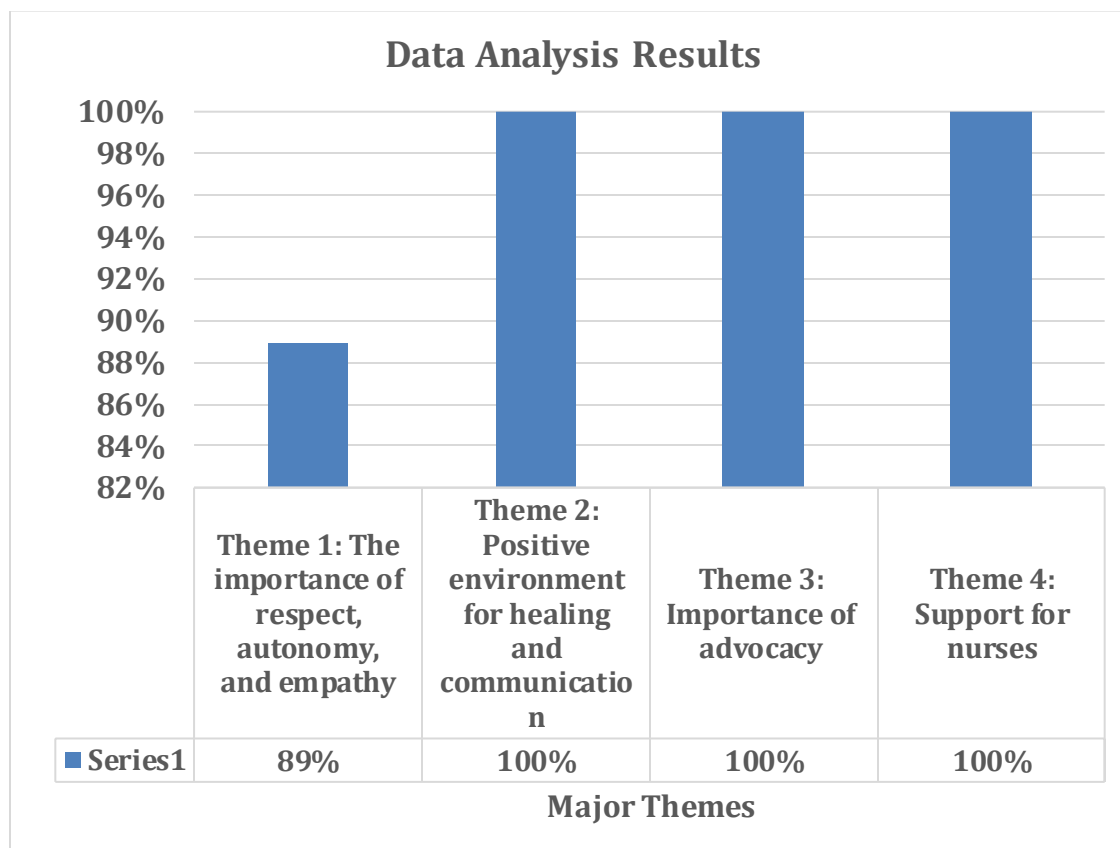 Data Analysis Results
100%
98%
96%
94%
92%
90%
88%
86%
84%
82%
Theme 1: The
importance of
respect,
autonomy,
and empathy
Theme 2:
Positive
environment
for healing
and
communicatio
n
Theme 3:
Importance of
advocacy
Theme 4:
Support for
nurses
Series1 89% 100% 100% 100%
Major Themes